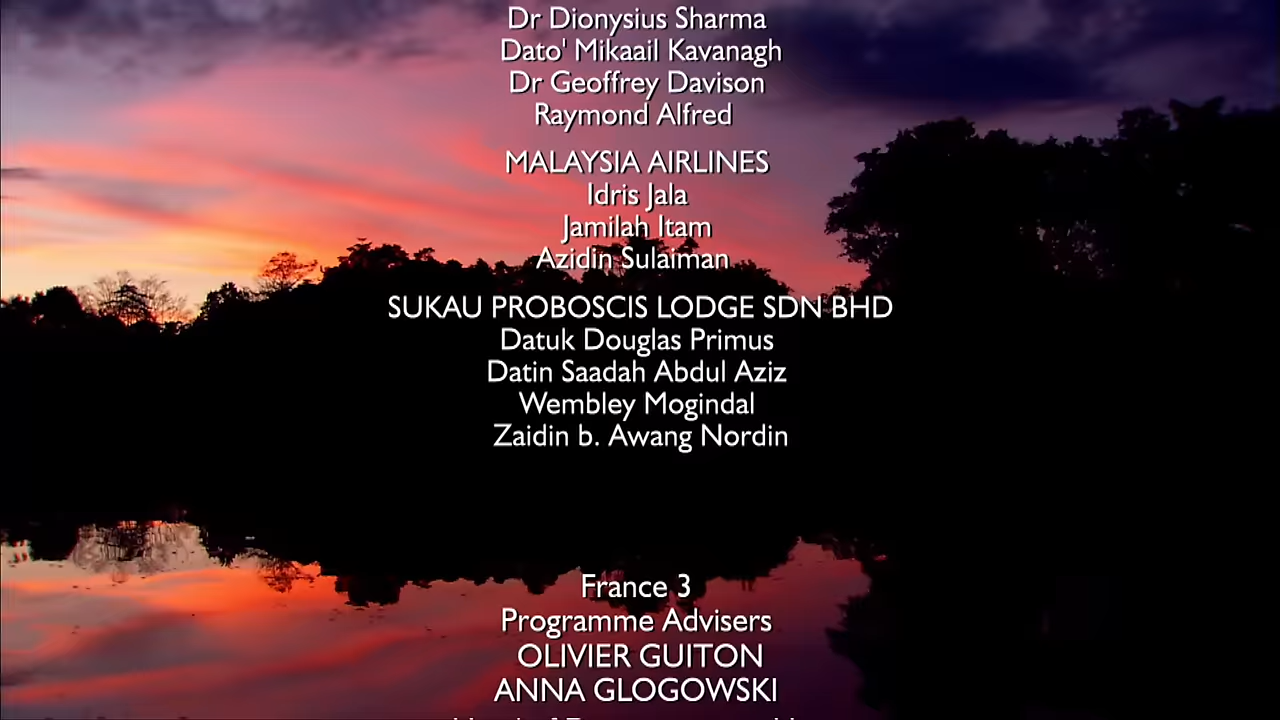 Dr Dionysius Sharma
Dato' Mikaail Kavanagh
Dr Geoffrey Davison
Raymond Alfred
MALAYSIA AIRLINES
Idris Jala
Jamilah Itam
Azidin Sulaiman
SUKAU PROBOSCIS LODGE SDN BHD
Datuk Douglas Primus
Datin Saadah Abdul Aziz
Wembley Mogindal
Zaidin b. Awang Nordin
France 3
Programme Advisers
OLIVIER GUITON
ANNA GLOGOWSKI